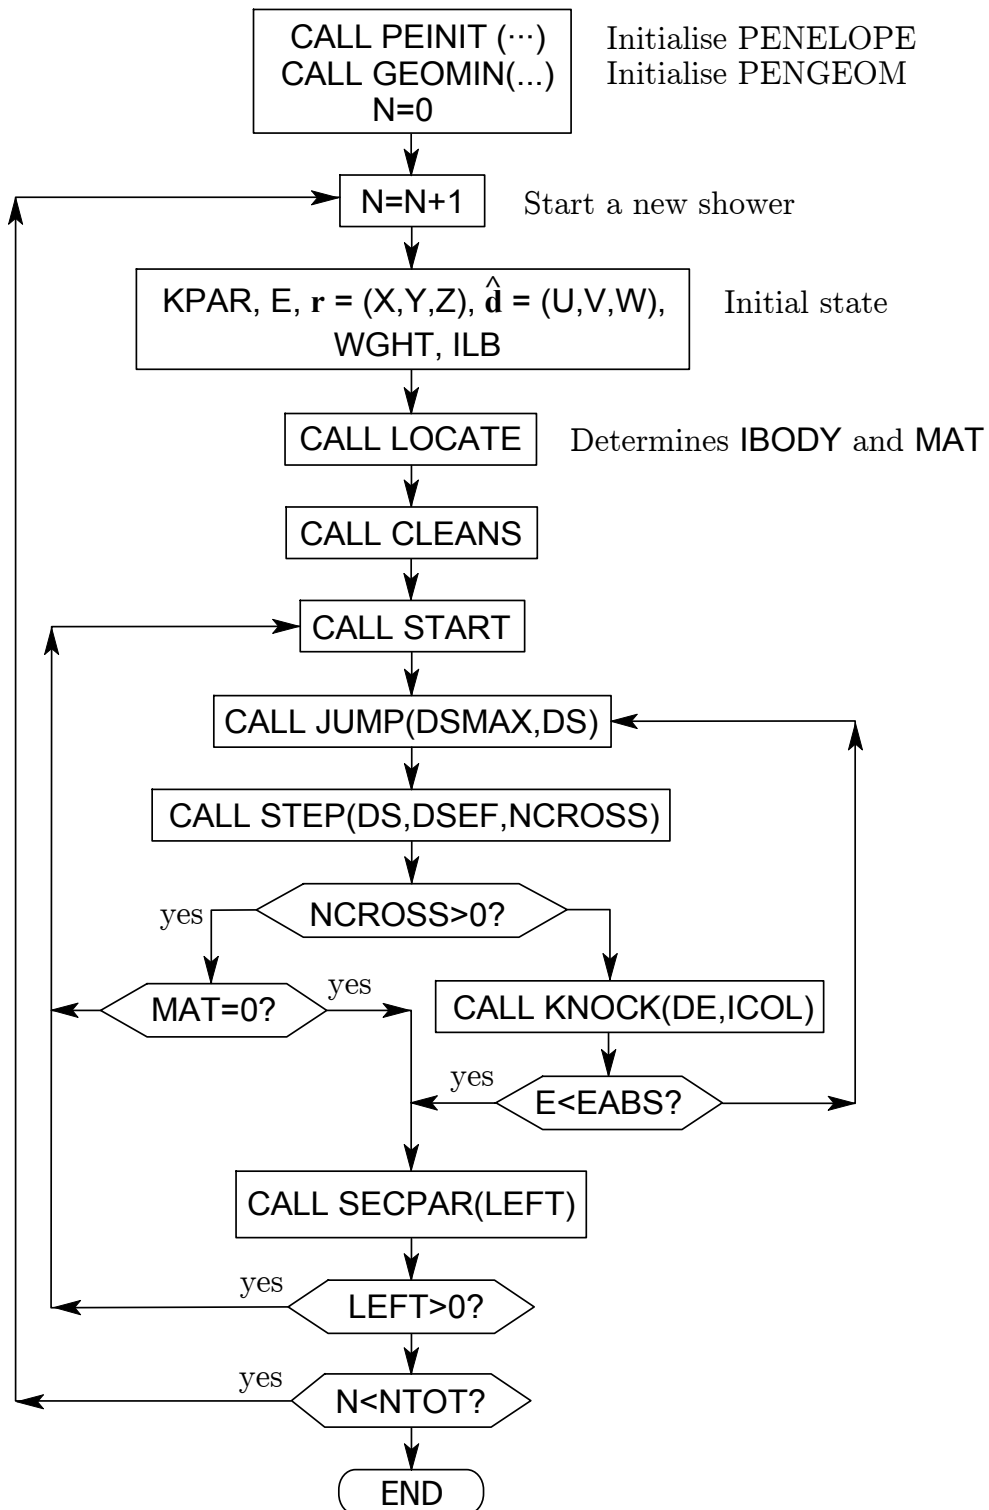 CALL PEINIT (···)
Initialise PENELOPE
CALL GEOMIN(...)
Initialise PENGEOM
N=0
N=N+1
Start a new shower
KPAR, E, r = (X,Y,Z), d̂ = (U,V,W),
Initial state
WGHT, ILB
CALL LOCATE
Determines IBODY and MAT
CALL CLEANS
CALL START
CALL JUMP(DSMAX,DS)
CALL STEP(DS,DSEF,NCROSS)
yes
NCROSS>0?
MAT=0?
yes
CALL KNOCK(DE,ICOL)
yes
E<EABS?
CALL SECPAR(LEFT)
yes
LEFT>0?
yes
N<NTOT?
END